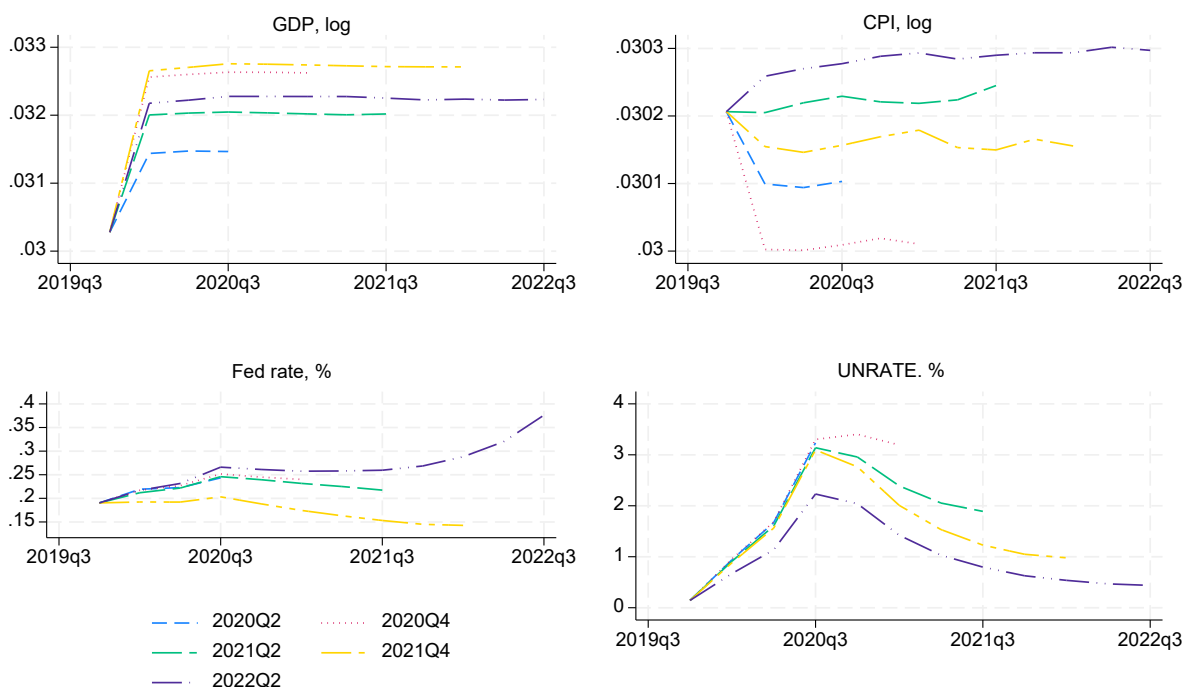 GDP, log
.033
.032
.031
.03
2019q3 2020q3 2021q3 2022q3
CPI, log
.0303
.0302
.0301
.03
2019q3 2020q3 2021q3 2022q3
Fed rate, %
.4
.35
.3
.25
.2
.15
2019q3 2020q3 2021q3 2022q3
UNRATE. %
4
3
2
1
0
2019q3 2020q3 2021q3 2022q3
2020Q2 2020Q4
2021Q2 2021Q4
2022Q2